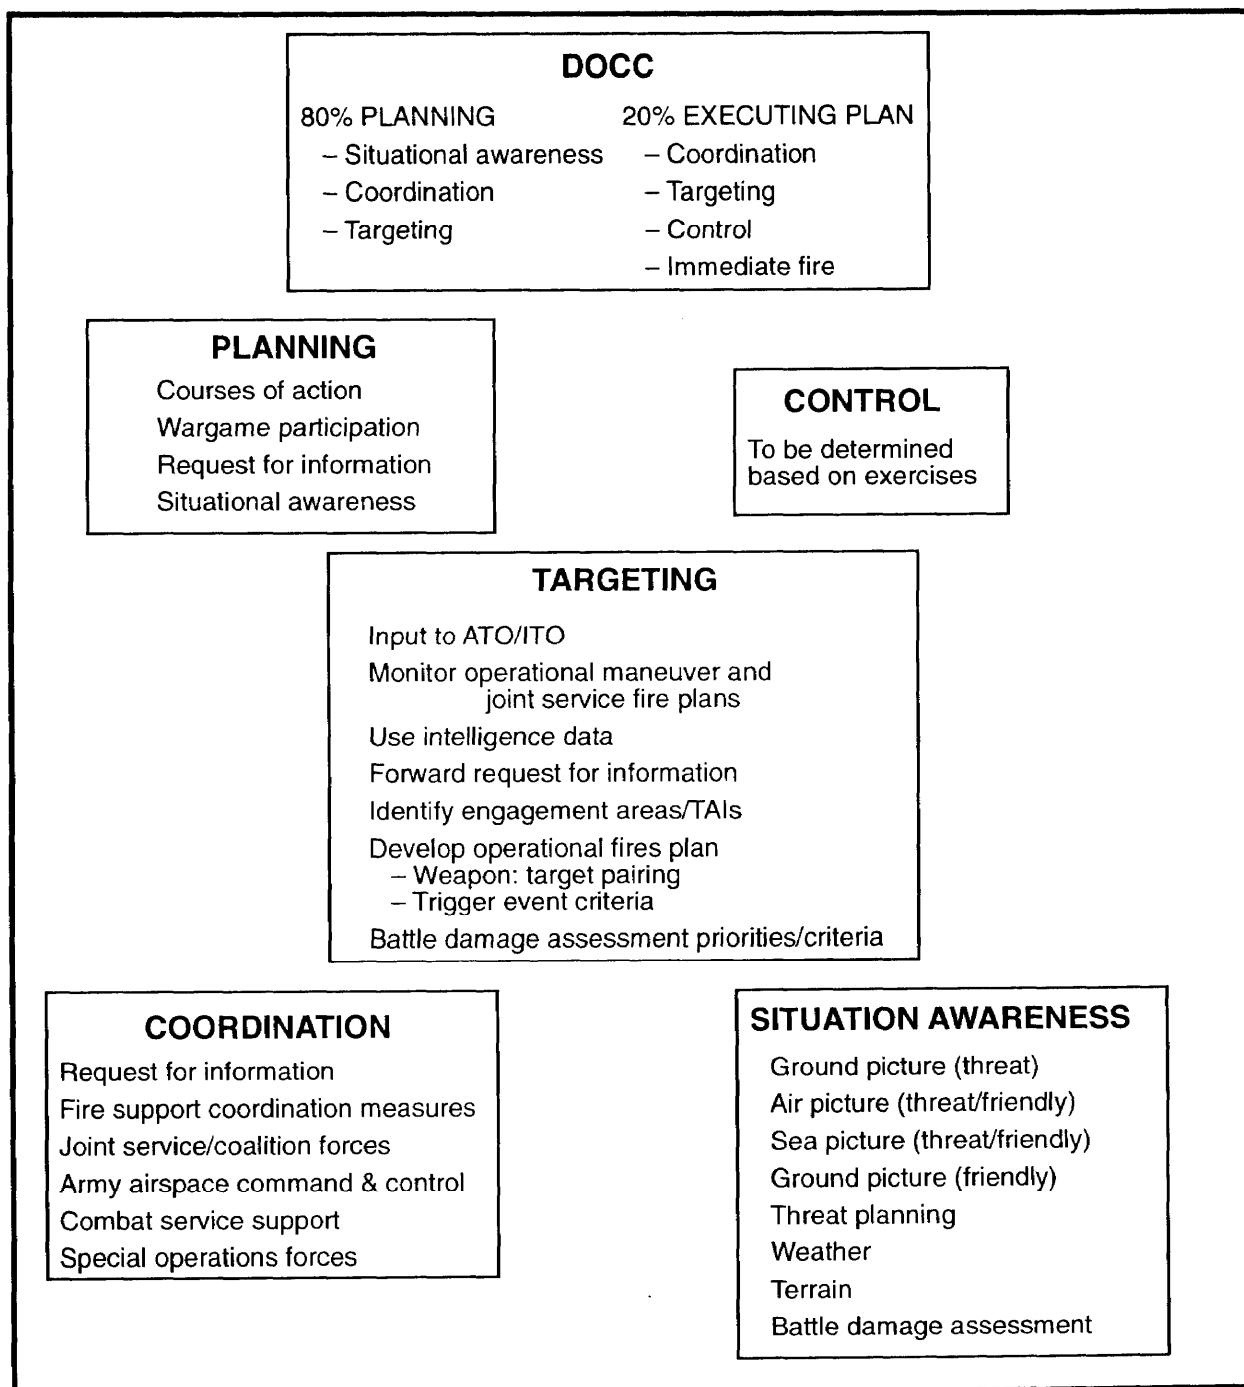 DOCC
80% PLANNING
– Situational awareness
– Coordination
– Targeting
20% EXECUTING PLAN
– Coordination
– Targeting
– Control
– Immediate fire
PLANNING
Courses of action
Wargame participation
Request for information
Situational awareness
CONTROL
To be determined
based on exercises
TARGETING
Input to ATO/ITO
Monitor operational maneuver and
joint service fire plans
Use intelligence data
Forward request for information
Identify engagement areas/TAIs
Develop operational fires plan
– Weapon: target pairing
– Trigger event criteria
Battle damage assessment priorities/criteria
COORDINATION
Request for information
Fire support coordination measures
Joint service/coalition forces
Army airspace command & control
Combat service support
Special operations forces
SITUATION AWARENESS
Ground picture (threat)
Air picture (threat/friendly)
Sea picture (threat/friendly)
Ground picture (friendly)
Threat planning
Weather
Terrain
Battle damage assessment